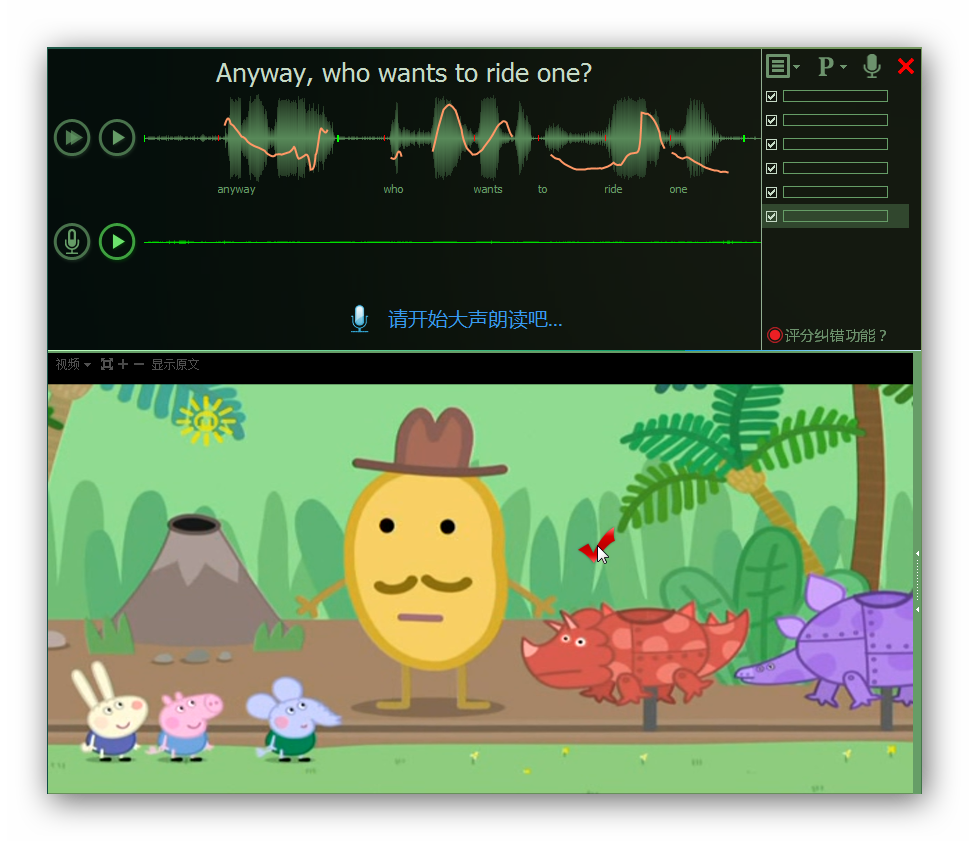 Anyway, who wants to ride one?
P
anyway who wants to ride one
请开始大声朗读吧...
评分纠错功能？
视频 显示原文